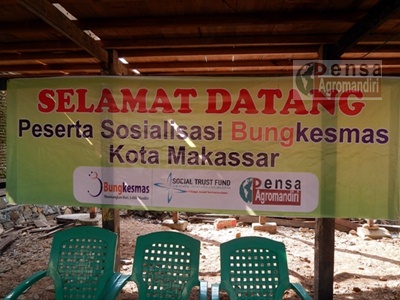 Pensa
Agromandiri
SELAMAT DATANG
Peserta Sosialisasi Bungkesmas
Kota Makassar
Bungkesmas
SOCIAL TRUST FUND
Pensa
Agromandiri